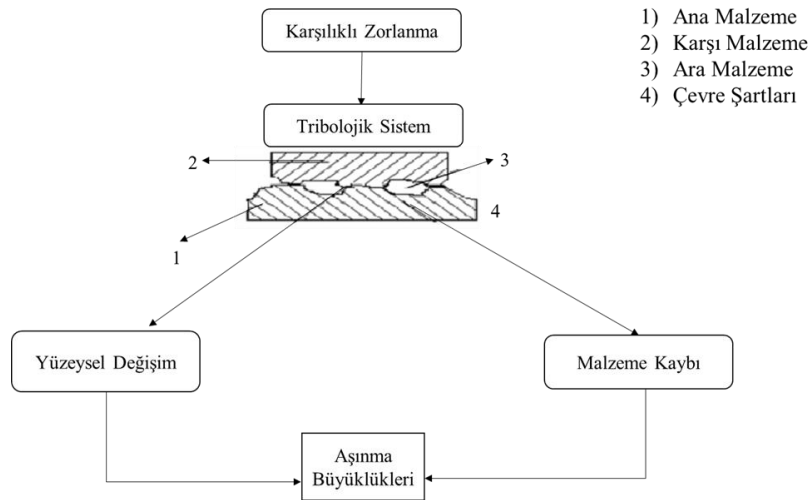 Karşılıklı Zorlanma
1) Ana Malzeme
2) Karşı Malzeme
3) Ara Malzeme
4) Çevre Şartları
Tribolojik Sistem
2
3
4
1
Yüzeysel Değişim
Malzeme Kaybı
Aşınma
Büyüklükleri